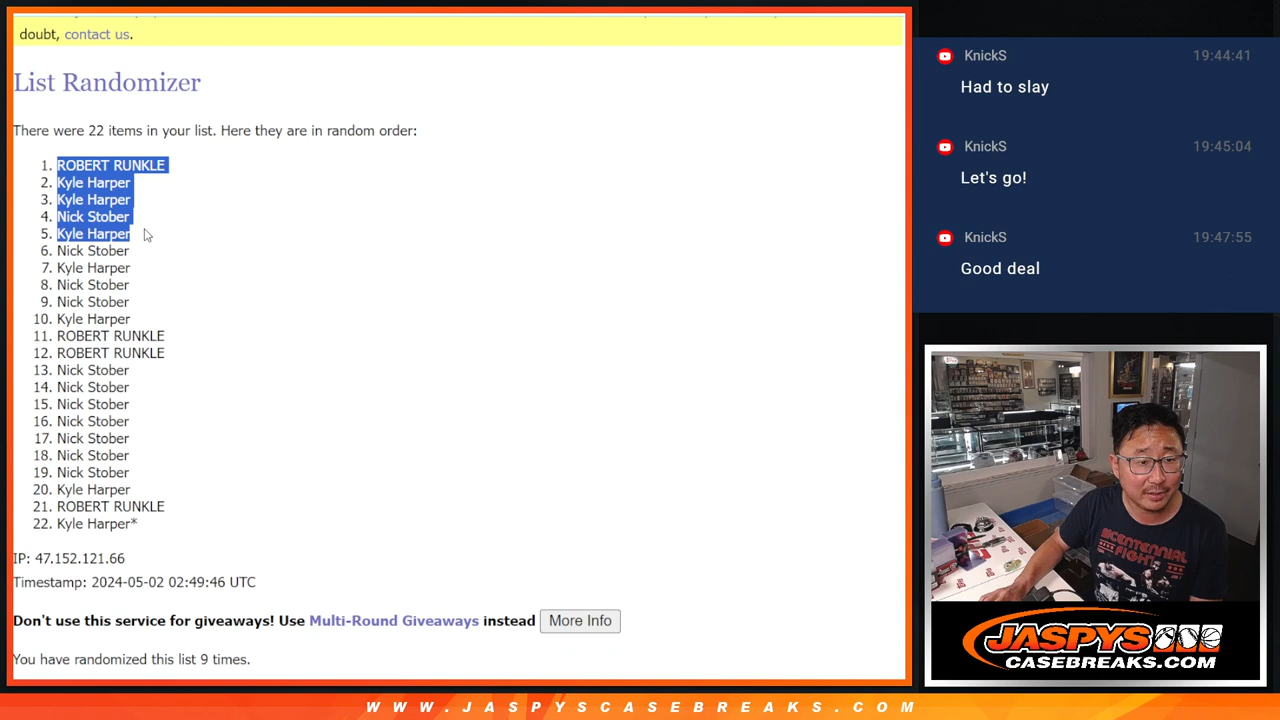 doubt, contact us.
List Randomizer
There were 22 items in your list. Here they are in random order:
1. ROBERT RUNKLE
2. Kyle Harper
3. Kyle Harper
4. Nick Stober
5. Kyle Harper
6. Nick Stober
7. Kyle Harper
8. Nick Stober
9. Nick Stober
10. Kyle Harper
11. ROBERT RUNKLE
12. ROBERT RUNKLE
13. Nick Stober
14. Nick Stober
15. Nick Stober
16. Nick Stober
17. Nick Stober
18. Nick Stober
19. Nick Stober
20. Kyle Harper
21. ROBERT RUNKLE
22. Kyle Harper*
IP: 47.152.121.66
Timestamp: 2024-05-02 02:49:46 UTC
Don't use this service for giveaways! Use Multi-Round Giveaways instead More Info
You have randomized this list 9 times.
KnickS 19:44:41
Had to slay
KnickS 19:45:04
Let's go!
KnickS 19:47:55
Good deal
BICENTENNIAL
FIGHT
JASPYS
CASEBREAKS.COM
WWW.JASPYSCASEBREAKS.COM